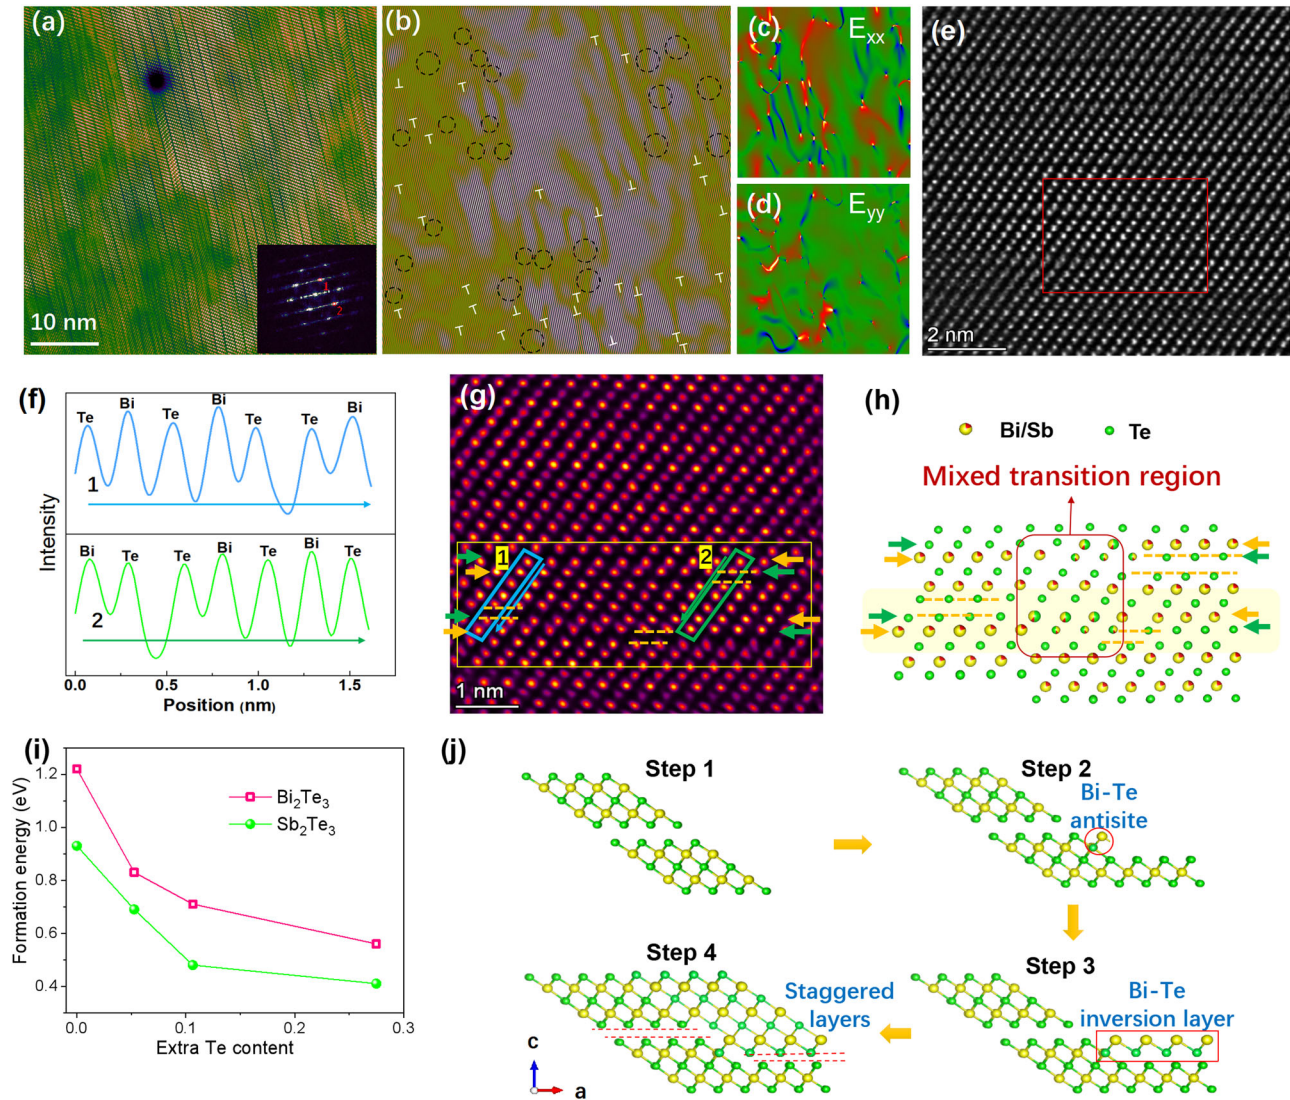 (a)
10 nm
1
2
(b)
(c)
Exx
(d)
Eyy
(e)
2 nm
(f)
Te
Bi
Te
Bi
Te
Te
Bi
1
Bi
Te
Te
Bi
Te
Bi
Te
2
Intensity
0.0
0.5
1.0
1.5
Position (nm)
(g)
1
2
1 nm
(h)
Bi/Sb
Te
Mixed transition region
(i)
1.2
1.0
0.8
0.6
0.4
Formation energy (eV)
Bi2Te3
Sb2Te3
0.0
0.1
0.2
0.3
Extra Te content
(j)
Step 1
Step 2
Bi-Te
antisite
Step 4
Staggered
layers
Step 3
Bi-Te
inversion layer
c
a